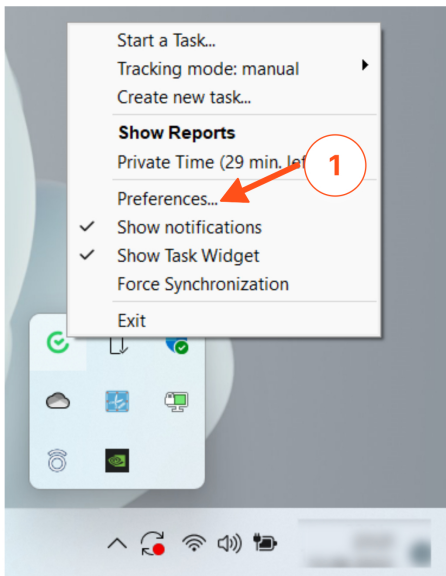 Start a Task...
Tracking mode: manual
Create new task...
Show Reports
Private Time (29 min.
1
Preferences...
Show notifications
Show Task Widget
Force Synchronization
Exit